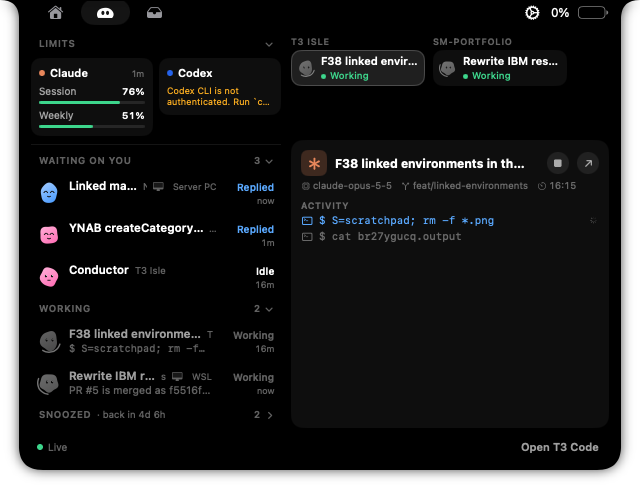 0%
LIMITS
Claude 1m
Session 76%
Weekly 51%
Codex
Codex CLI is not
authenticated. Run `c...
T3 ISLE
F38 linked envir...
Working
SM-PORTFOLIO
Rewrite IBM res...
Working
WAITING ON YOU 3
Linked ma... Server PC Replied
now
YNAB createCategory... ... Replied
1m
Conductor T3 Isle Idle
16m
WORKING 2
F38 linked environme... T Working
$ S=scratchpad; rm -f... 16m
Rewrite IBM r... s WSL Working
PR #5 is merged as f5516f... now
SNOOZED · back in 4d 6h 2
F38 linked environments in th...
claude-opus-5-5 feat/linked-environments 16:15
ACTIVITY
$ S=scratchpad; rm -f *.png
$ cat br27ygucq.output
Live
Open T3 Code